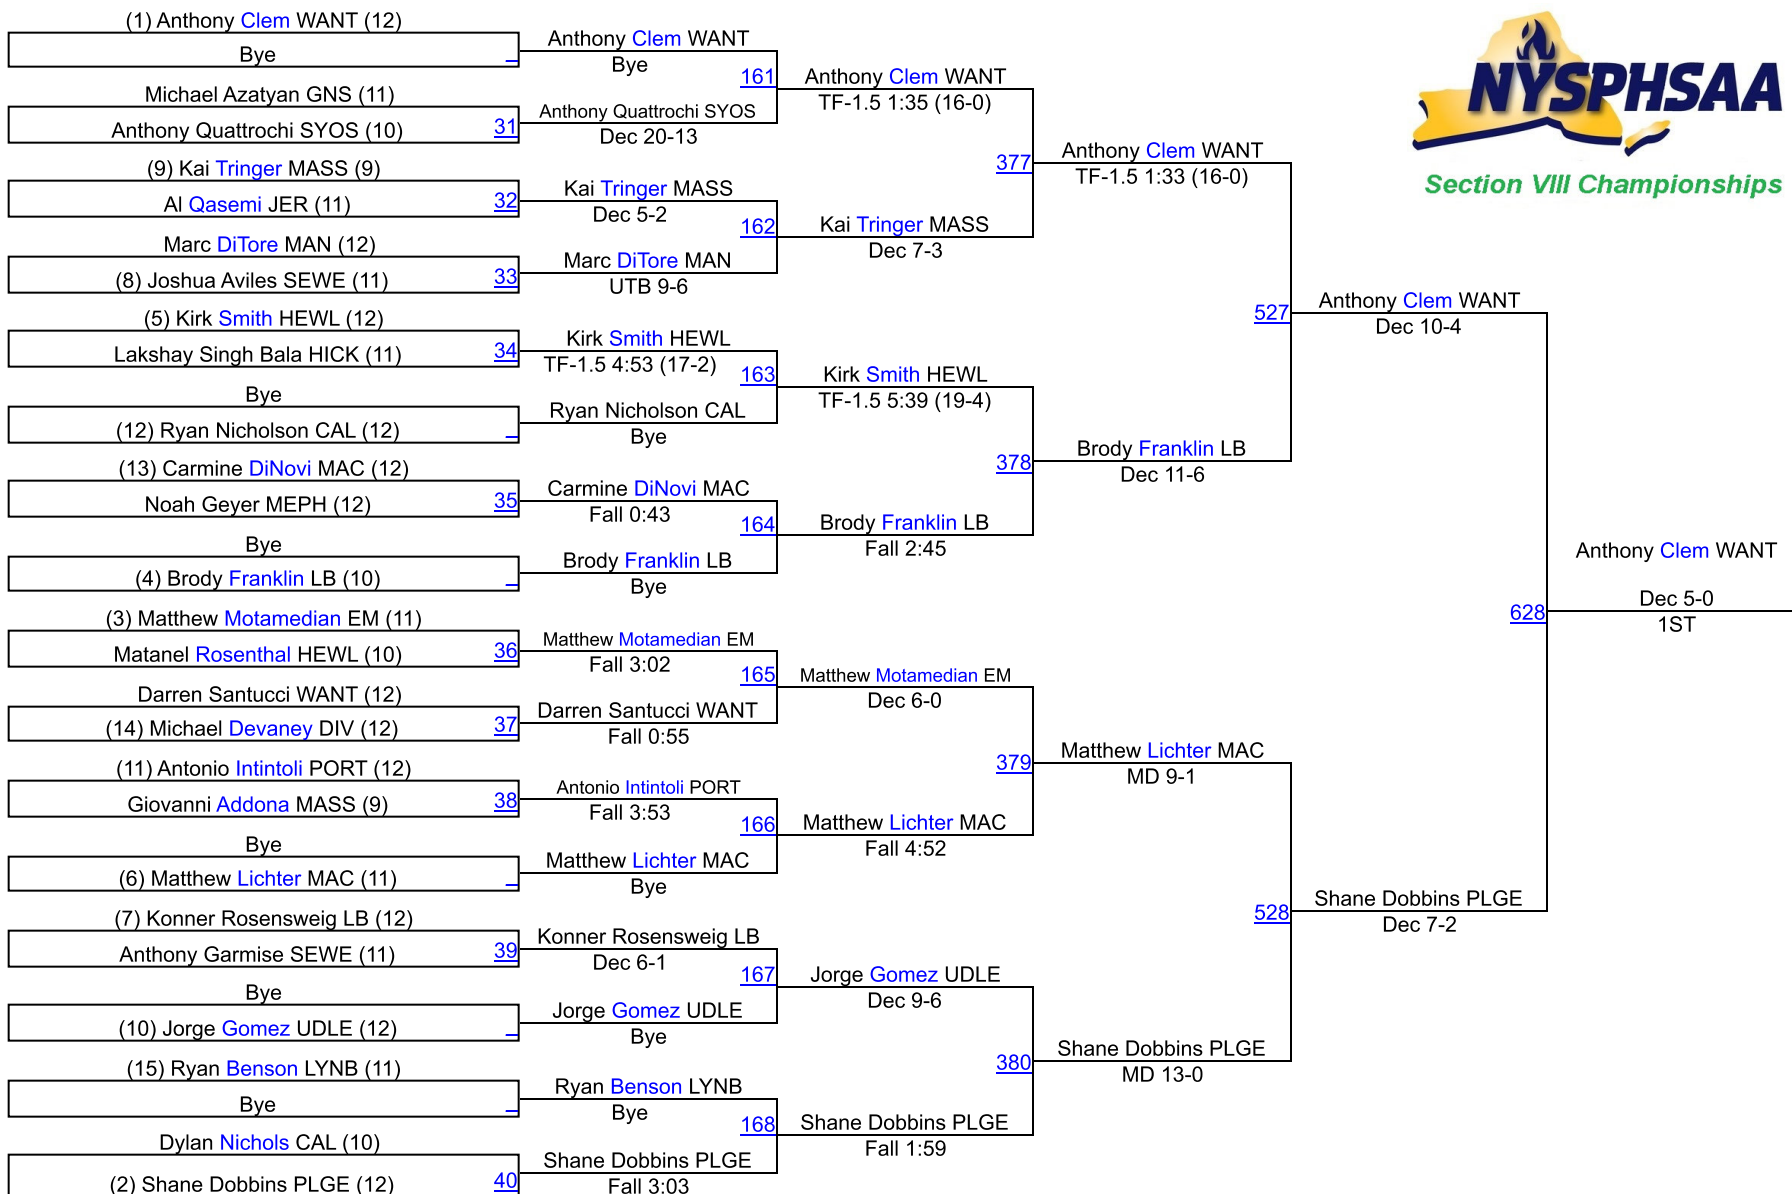 (1) Anthony Clem WANT (12)
Bye
Michael Azatyan GNS (11)
Anthony Quattrochi SYOS (10) 31
(9) Kai Tringer MASS (9)
Al Qasemi JER (11) 32
Marc DiTore MAN (12)
(8) Joshua Aviles SEWE (11) 33
(5) Kirk Smith HEWL (12)
Lakshay Singh Bala HICK (11) 34
Bye
(12) Ryan Nicholson CAL (12)
(13) Carmine DiNovi MAC (12)
Noah Geyer MEPH (12) 35
Bye
(4) Brody Franklin LB (10)
(3) Matthew Motamedian EM (11)
Matanel Rosenthal HEWL (10) 36
Darren Santucci WANT (12)
(14) Michael Devaney DIV (12) 37
(11) Antonio Intintoli PORT (12)
Giovanni Addona MASS (9) 38
Bye
(6) Matthew Lichter MAC (11)
(7) Konner Rosensweig LB (12)
Anthony Garmise SEWE (11) 39
Bye
(10) Jorge Gomez UDLE (12)
(15) Ryan Benson LYNB (11)
Bye
Dylan Nichols CAL (10)
(2) Shane Dobbins PLGE (12) 40
Anthony Clem WANT
Bye
161
Anthony Quattrochi SYOS
Dec 20-13
Kai Tringer MASS
Dec 5-2
162
Marc DiTore MAN
UTB 9-6
Kirk Smith HEWL
TF-1.5 4:53 (17-2)
163
Ryan Nicholson CAL
Bye
Carmine DiNovi MAC
Fall 0:43
164
Brody Franklin LB
Bye
Matthew Motamedian EM
Fall 3:02
165
Darren Santucci WANT
Fall 0:55
Antonio Intintoli PORT
Fall 3:53
166
Matthew Lichter MAC
Bye
Konner Rosensweig LB
Dec 6-1
167
Jorge Gomez UDLE
Bye
Ryan Benson LYNB
Bye
168
Shane Dobbins PLGE
Fall 3:03
Anthony Clem WANT
TF-1.5 1:35 (16-0)
377
Kai Tringer MASS
Dec 7-3
Kirk Smith HEWL
TF-1.5 5:39 (19-4)
378
Brody Franklin LB
Fall 2:45
Matthew Motamedian EM
Dec 6-0
379
Matthew Lichter MAC
Fall 4:52
Jorge Gomez UDLE
Dec 9-6
380
Shane Dobbins PLGE
Fall 1:59
Anthony Clem WANT
TF-1.5 1:33 (16-0)
527
Brody Franklin LB
Dec 11-6
Matthew Lichter MAC
MD 9-1
528
Shane Dobbins PLGE
MD 13-0
Anthony Clem WANT
Dec 10-4
628
Shane Dobbins PLGE
Dec 7-2
Anthony Clem WANT
Dec 5-0
1ST
NYSPHSAA
Section VIII Championships